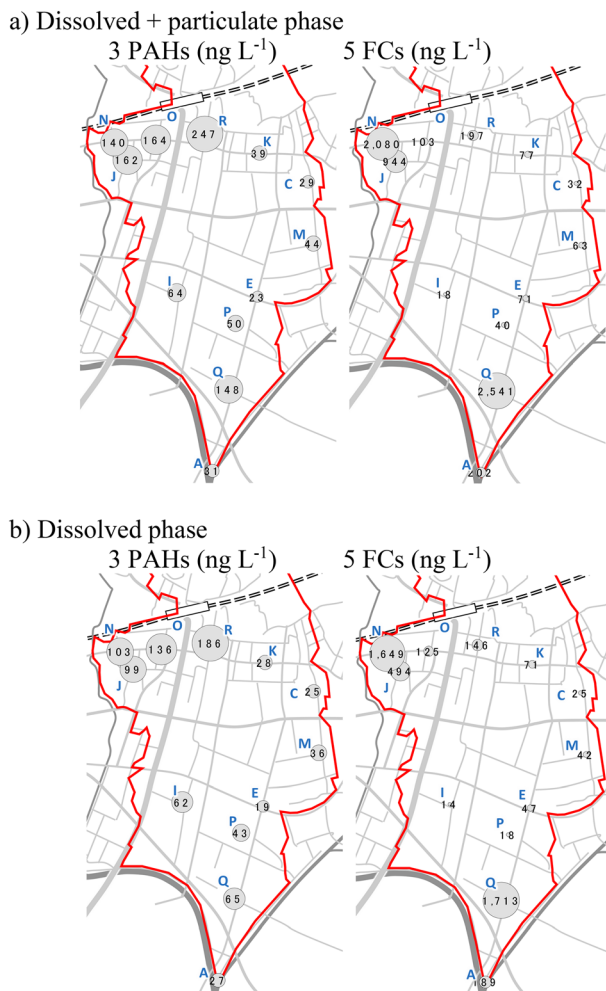 a) Dissolved + particulate phase
3 PAHs (ng L⁻¹)
5 FCs (ng L⁻¹)
N
O
R
247
140
164
K
162
39
J
C
29
M
44
I
64
E
23
P
50
Q
148
A
31
N
O
R
197
2,080
103
K
944
77
J
C
32
M
63
I
18
E
71
P
40
Q
2,541
A
202
b) Dissolved phase
3 PAHs (ng L⁻¹)
5 FCs (ng L⁻¹)
N
O
R
186
103
136
K
99
28
J
C
25
M
36
I
62
E
19
P
43
Q
65
A
27
N
O
R
146
1,649
125
K
494
71
J
C
25
M
42
I
14
E
47
P
18
Q
1,713
A
189